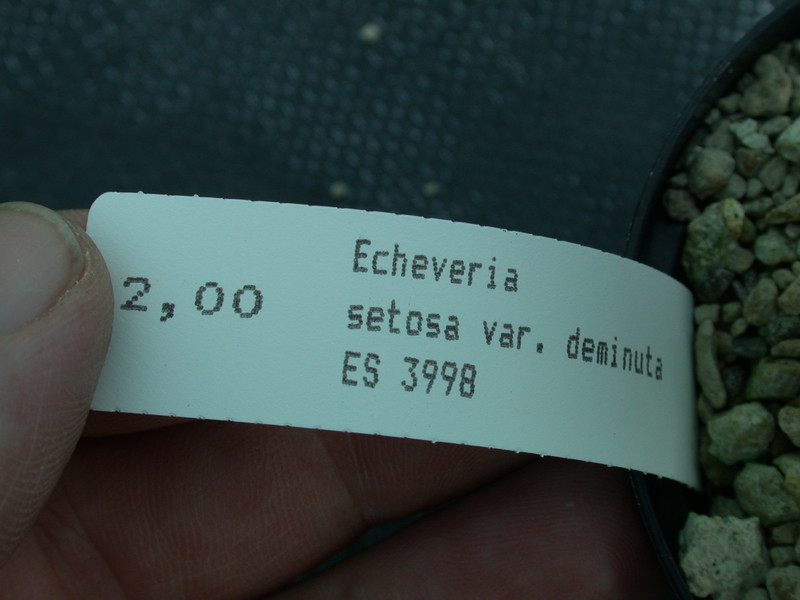 2,00
Echeveria
setosa var. deminuta
ES 3998